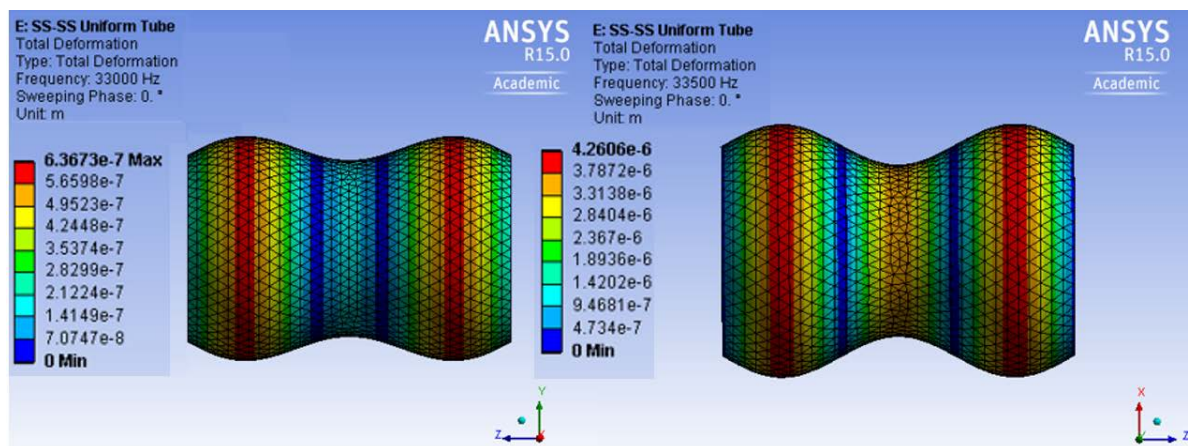 E: SS-SS Uniform Tube
Total Deformation
Type: Total Deformation
Frequency: 33000 Hz
Sweeping Phase: 0. °
Unit: m
6.3673e-7 Max
5.6598e-7
4.9523e-7
4.2448e-7
3.5374e-7
2.8299e-7
2.1224e-7
1.4149e-7
7.0747e-8
0 Min
ANSYS
R15.0
Academic
Y
Z
E: SS-SS Uniform Tube
Total Deformation
Type: Total Deformation
Frequency: 33500 Hz
Sweeping Phase: 0. °
Unit: m
4.2606e-6
3.7872e-6
3.3138e-6
2.8404e-6
2.367e-6
1.8936e-6
1.4202e-6
9.4681e-7
4.734e-7
0 Min
ANSYS
R15.0
Academic
X
Z